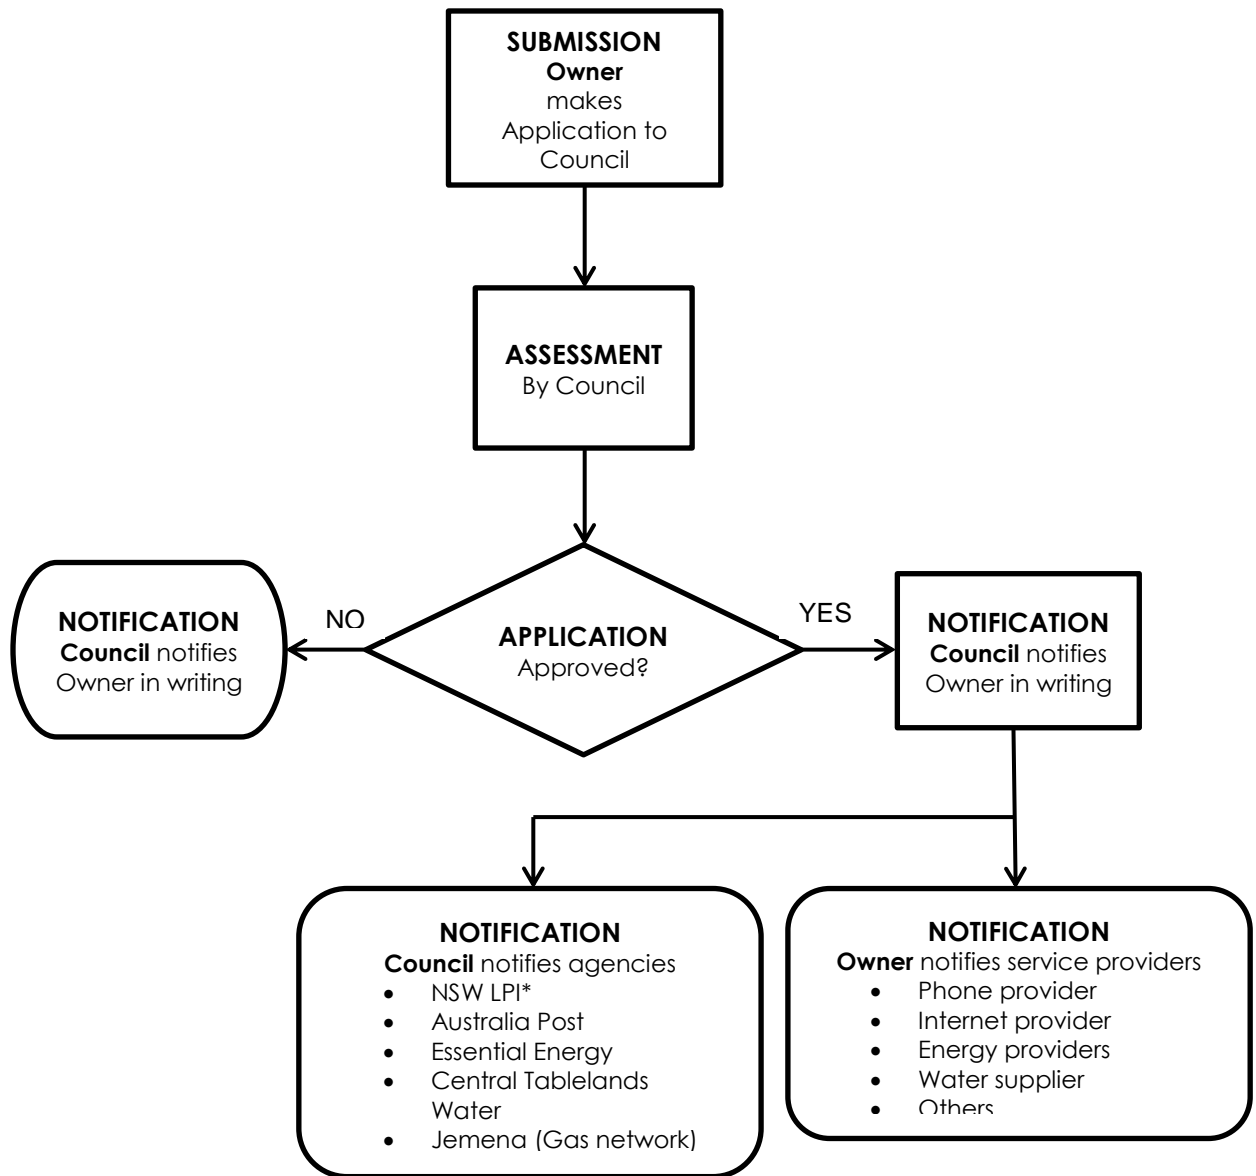 SUBMISSION
Owner
makes
Application to
Council
ASSESSMENT
By Council
NOTIFICATION
Council notifies
Owner in writing
NO
APPLICATION
Approved?
YES
NOTIFICATION
Council notifies
Owner in writing
NOTIFICATION
Council notifies agencies
• NSW LPI*
• Australia Post
• Essential Energy
• Central Tablelands
Water
• Jemena (Gas network)
NOTIFICATION
Owner notifies service providers
• Phone provider
• Internet provider
• Energy providers
• Water supplier
• Others